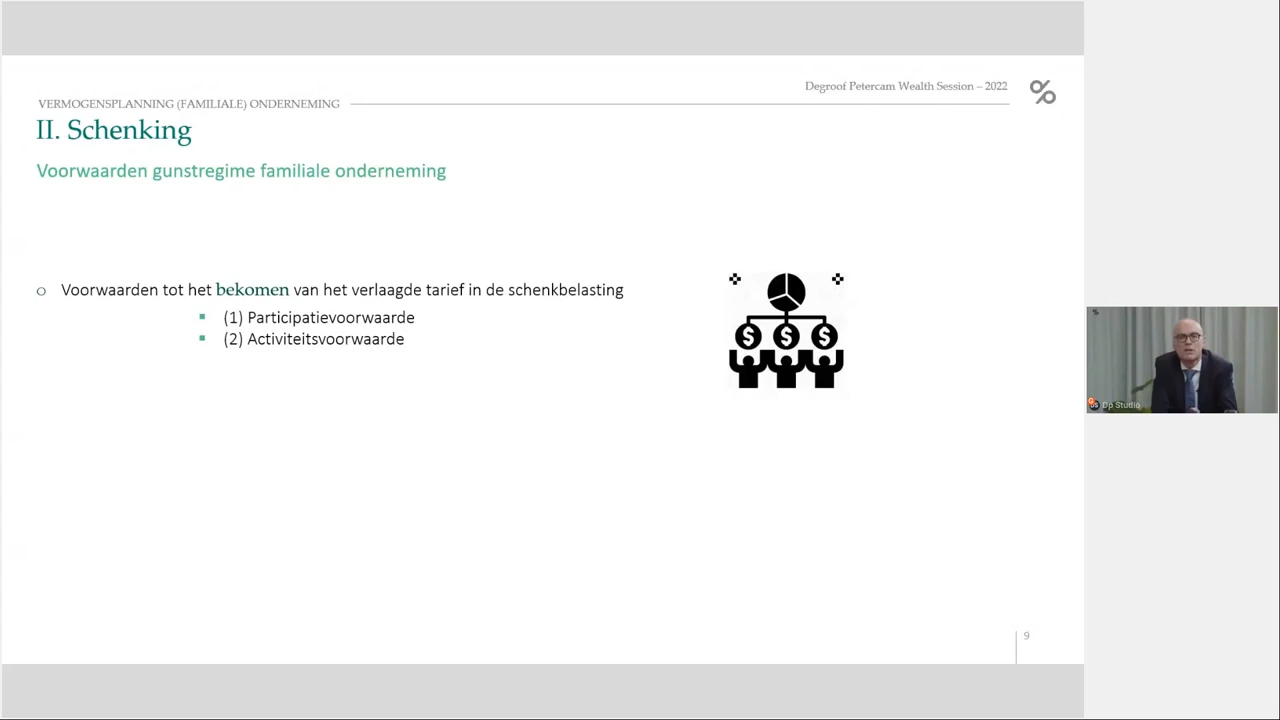 Degroof Petercam Wealth Session – 2022
VERMOGENSPLANNING (FAMILIALE) ONDERNEMING
II. Schenking
Voorwaarden gunstregime familiale onderneming
o Voorwaarden tot het bekomen van het verlaagde tarief in de schenkbelasting
▪ (1) Participatievoorwaarde
▪ (2) Activiteitsvoorwaarde
$ $ $
Dp Studio
9